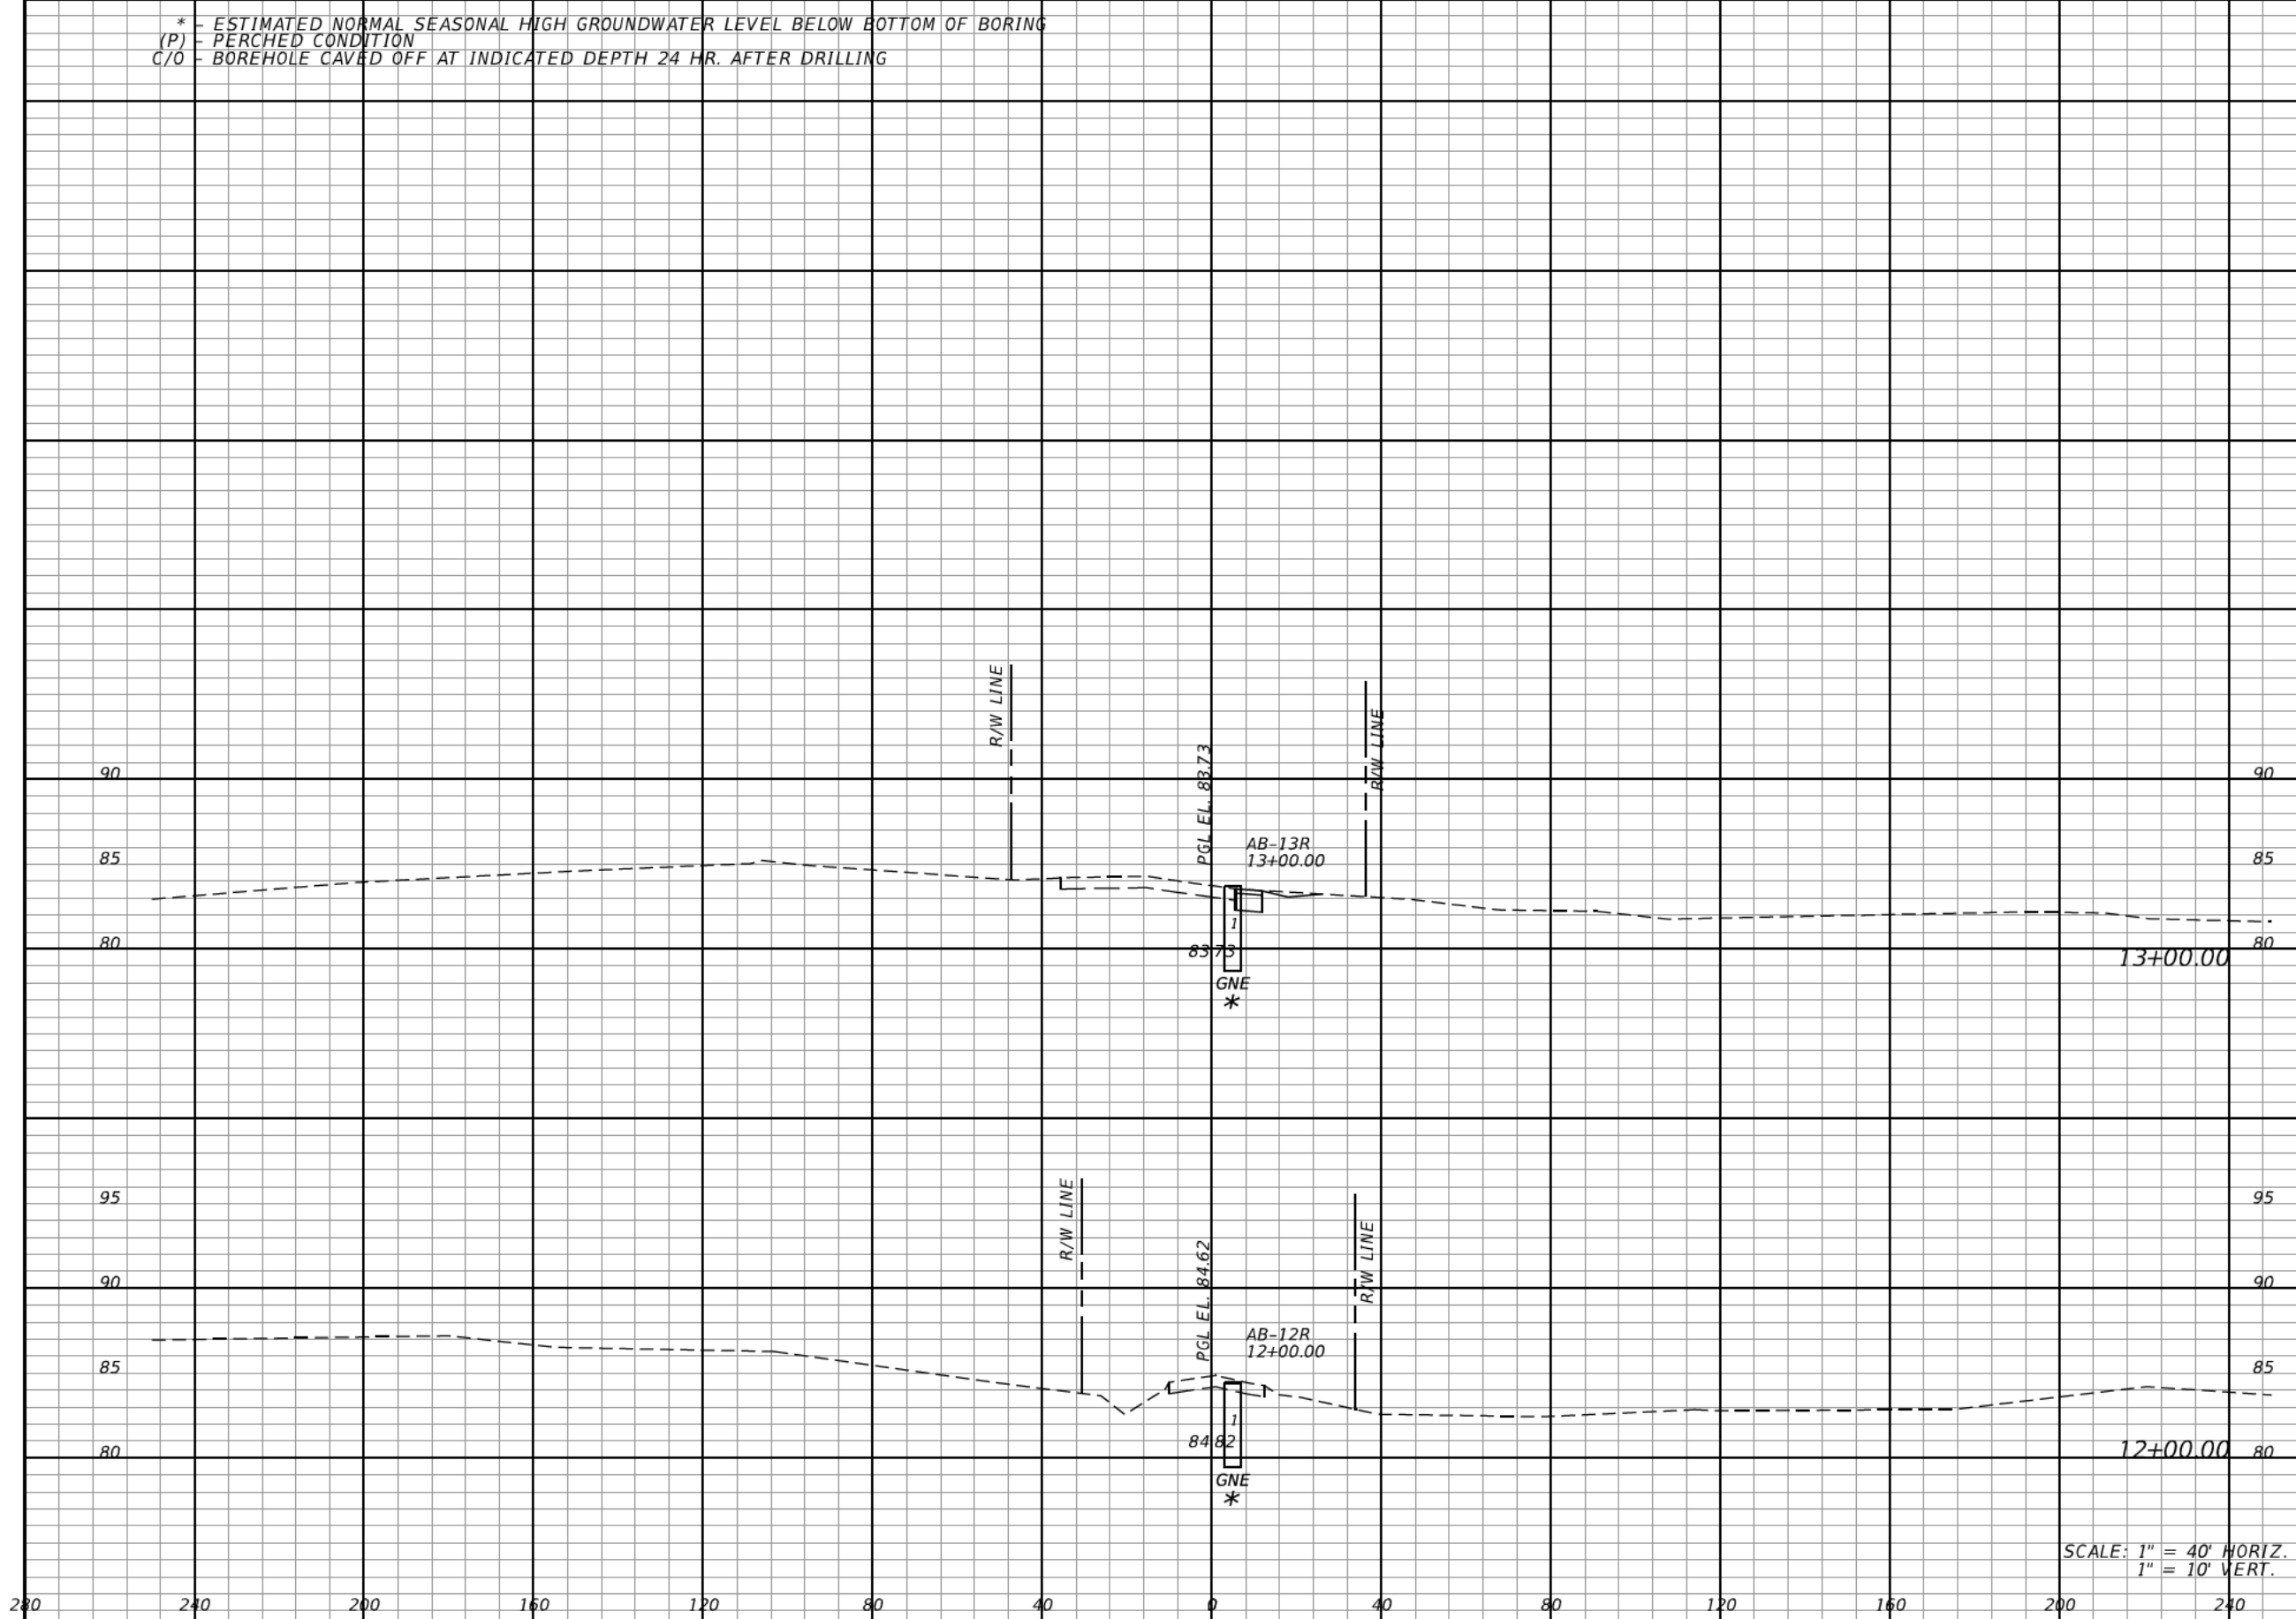 * – ESTIMATED NORMAL SEASONAL HIGH GROUNDWATER LEVEL BELOW BOTTOM OF BORING
(P) – PERCHED CONDITION
C/O – BOREHOLE CAVED OFF AT INDICATED DEPTH 24 HR. AFTER DRILLING
R/W LINE
R/W LINE
PGL EL. 83.73
90
90
AB–13R
13+00.00
85
85
1
80
83.73
80
13+00.00
GNE
*
R/W LINE
95
95
R/W LINE
PGL EL. 84.62
90
90
AB–12R
12+00.00
85
85
1
84.82
80
12+00.00
80
GNE
*
SCALE: 1" = 40' HORIZ.
1" = 10' VERT.
280 240 200 160 120 80 40 0 40 80 120 160 200 240